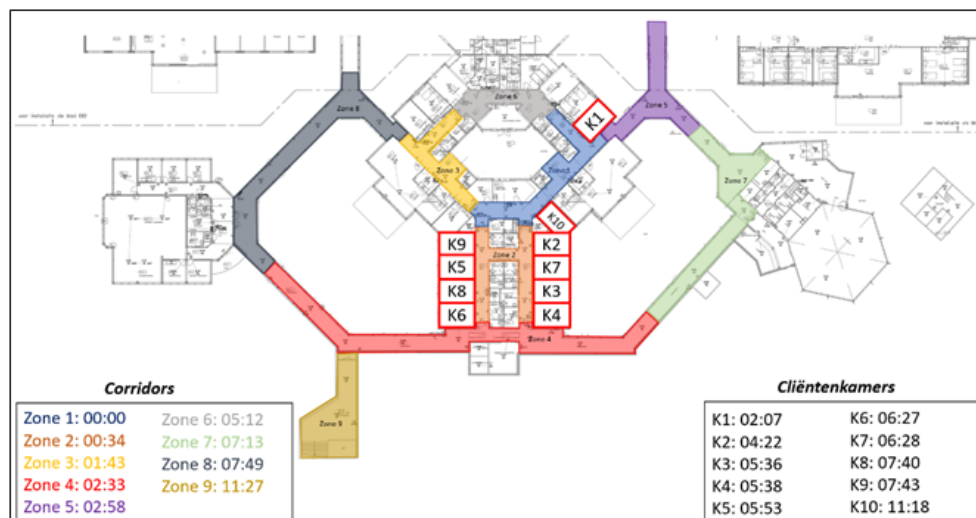 Zone 8
Zone 6
K1
Zone 5
Zone 3
Zone 1
Zone 7
K10
K9
K2
Zone 2
K5
K7
K8
K3
K6
K4
Zone 4
Zone 9
Corridors
Zone 1: 00:00
Zone 6: 05:12
Zone 2: 00:34
Zone 7: 07:13
Zone 3: 01:43
Zone 8: 07:49
Zone 4: 02:33
Zone 9: 11:27
Zone 5: 02:58
Cliëntenkamers
K1: 02:07
K6: 06:27
K2: 04:22
K7: 06:28
K3: 05:36
K8: 07:40
K4: 05:38
K9: 07:43
K5: 05:53
K10: 11:18